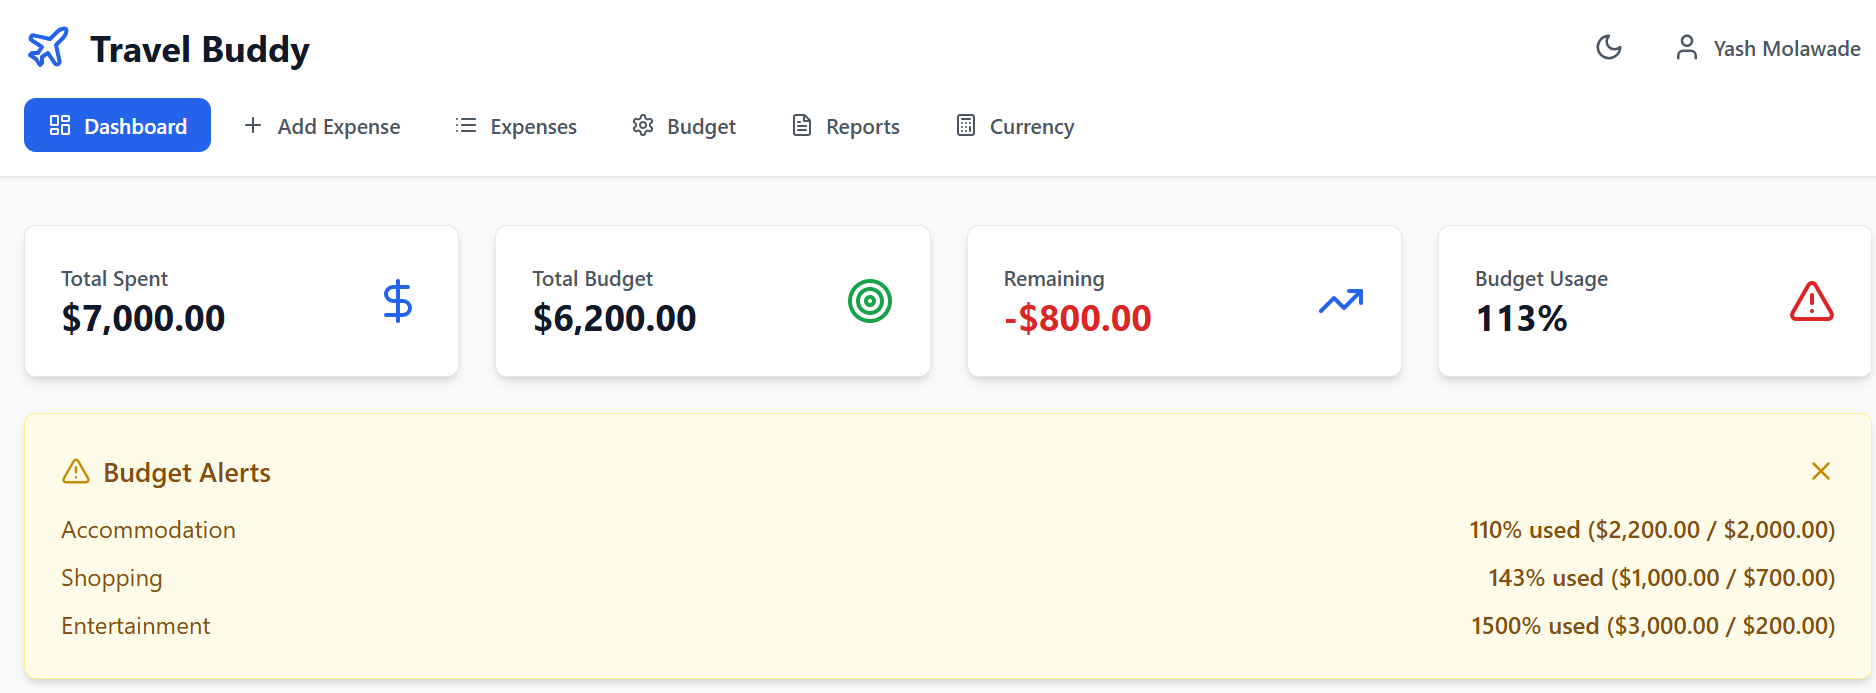 Travel Buddy
Yash Molawade
Dashboard
Add Expense
Expenses
Budget
Reports
Currency
Total Spent
$7,000.00
Total Budget
$6,200.00
Remaining
-$800.00
Budget Usage
113%
Budget Alerts
Accommodation 110% used ($2,200.00 / $2,000.00)
Shopping 143% used ($1,000.00 / $700.00)
Entertainment 1500% used ($3,000.00 / $200.00)